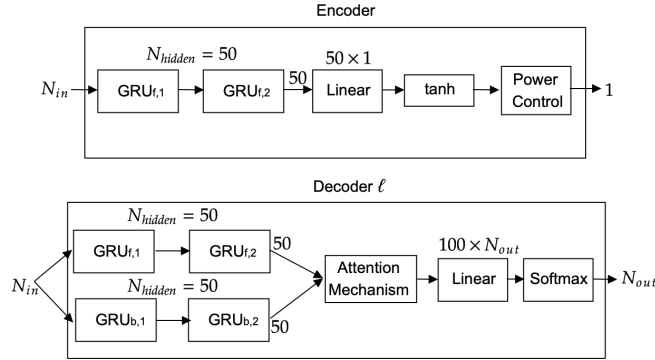 Encoder
N_hidden = 50
50 × 1
N_in
GRU_f,1
GRU_f,2
50
Linear
tanh
Power
Control
1
Decoder ℓ
N_hidden = 50
GRU_f,1
GRU_f,2
50
N_in
N_hidden = 50
GRU_b,1
GRU_b,2
50
Attention
Mechanism
100 × N_out
Linear
Softmax
N_out